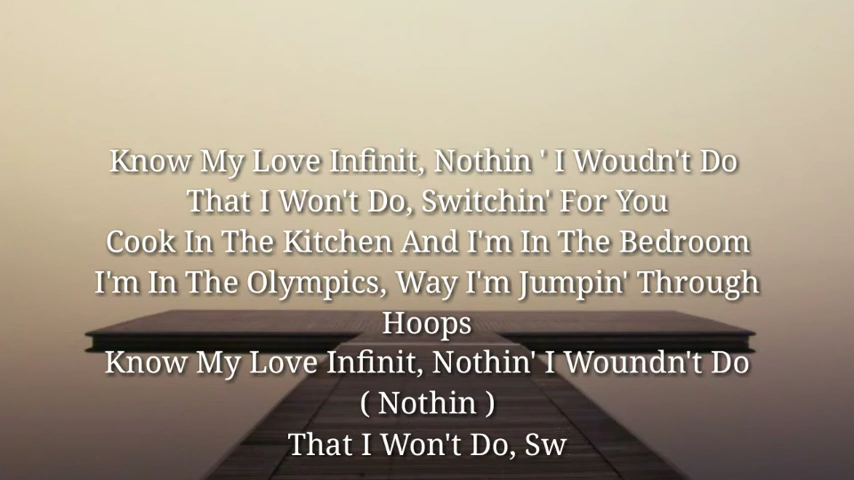 Know My Love Infinit, Nothin ' I Woudn't Do
That I Won't Do, Switchin' For You
Cook In The Kitchen And I'm In The Bedroom
I'm In The Olympics, Way I'm Jumpin' Through
Hoops
Know My Love Infinit, Nothin' I Woundn't Do
( Nothin )
That I Won't Do, Sw